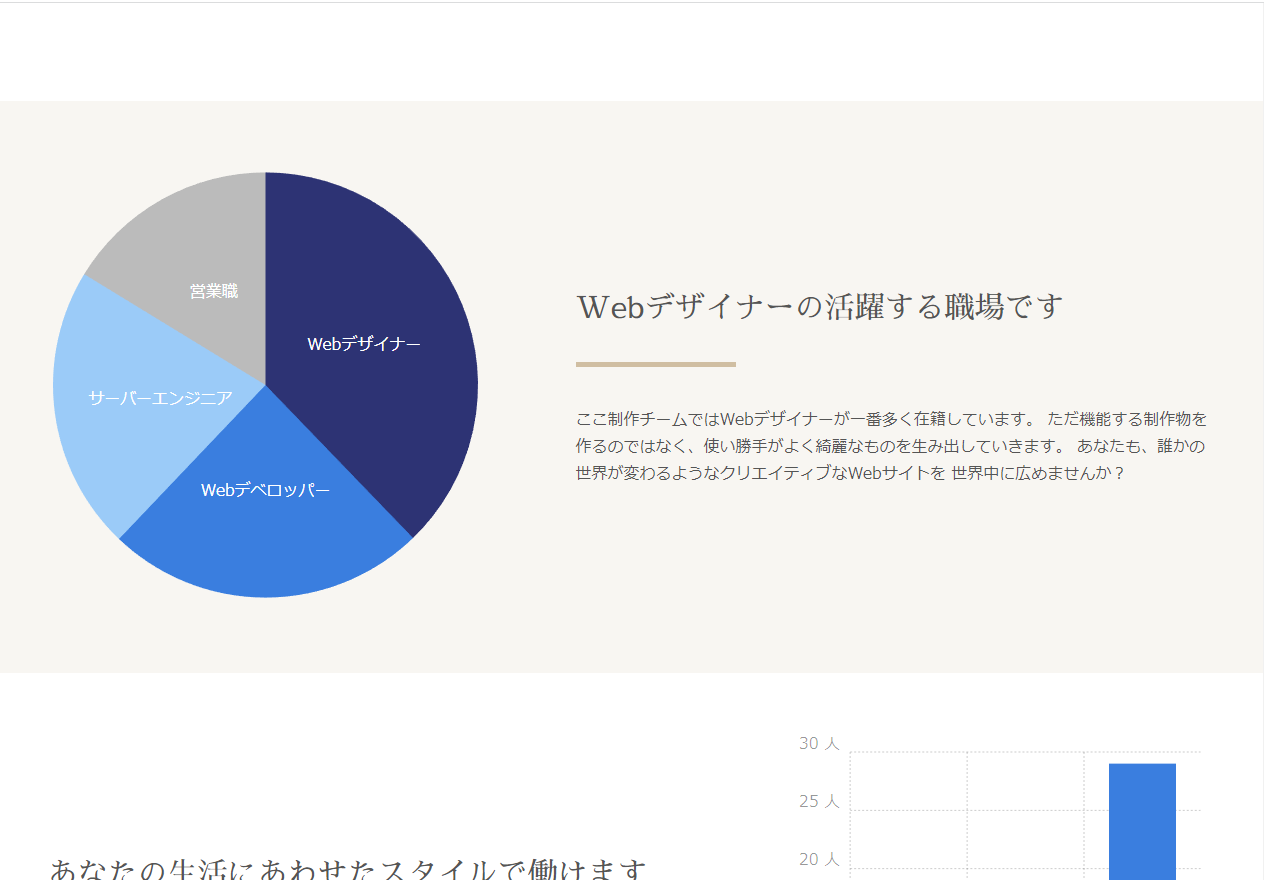 営業職
Webデザイナー
サーバーエンジニア
Webデベロッパー
Webデザイナーの活躍する職場です
ここ制作チームではWebデザイナーが一番多く在籍しています。 ただ機能する制作物を
作るのではなく、使い勝手がよく綺麗なものを生み出していきます。 あなたも、誰かの
世界が変わるようなクリエイティブなWebサイトを 世界中に広めませんか？
30 人
25 人
20 人
あなたの生活にあわせたスタイルで働けます